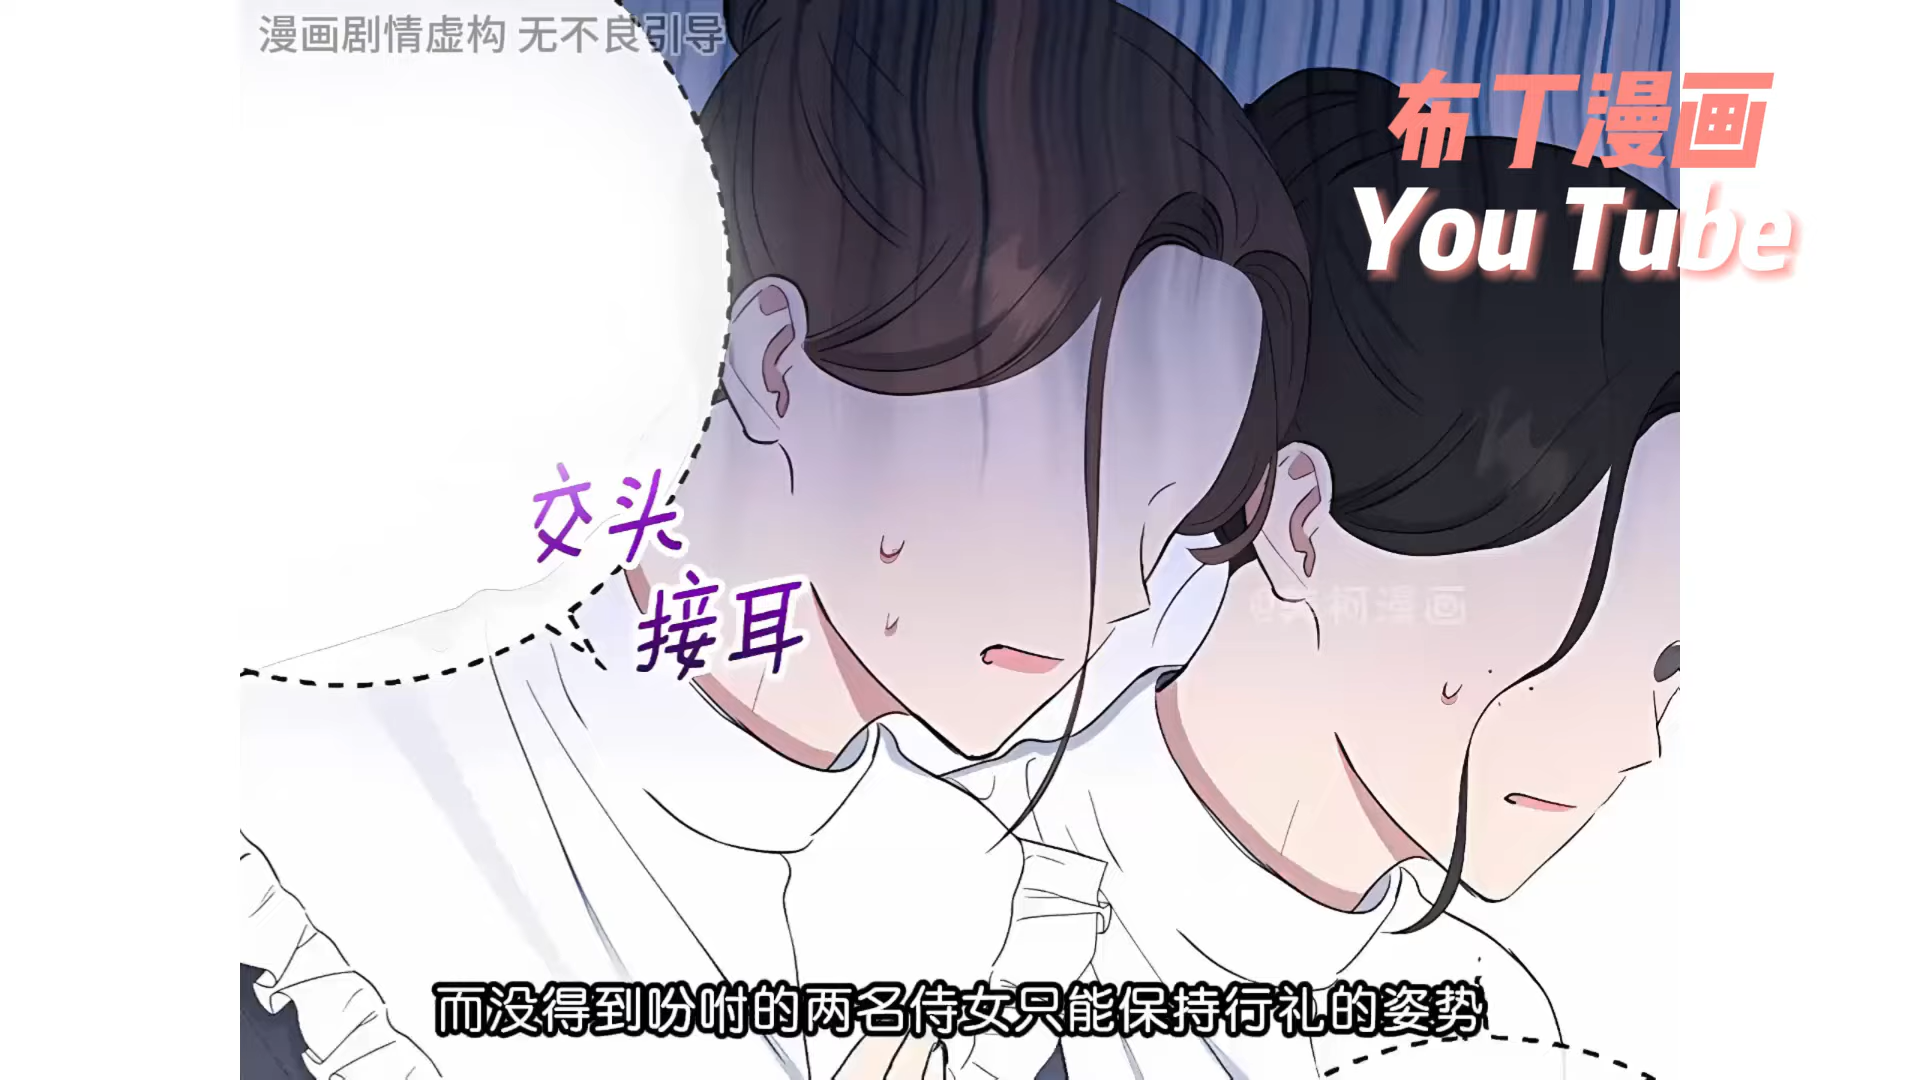 漫画剧情虚构 无不良引导
布丁漫画
You Tube
交头
接耳
而没得到吩咐的两名侍女只能保持行礼的姿势